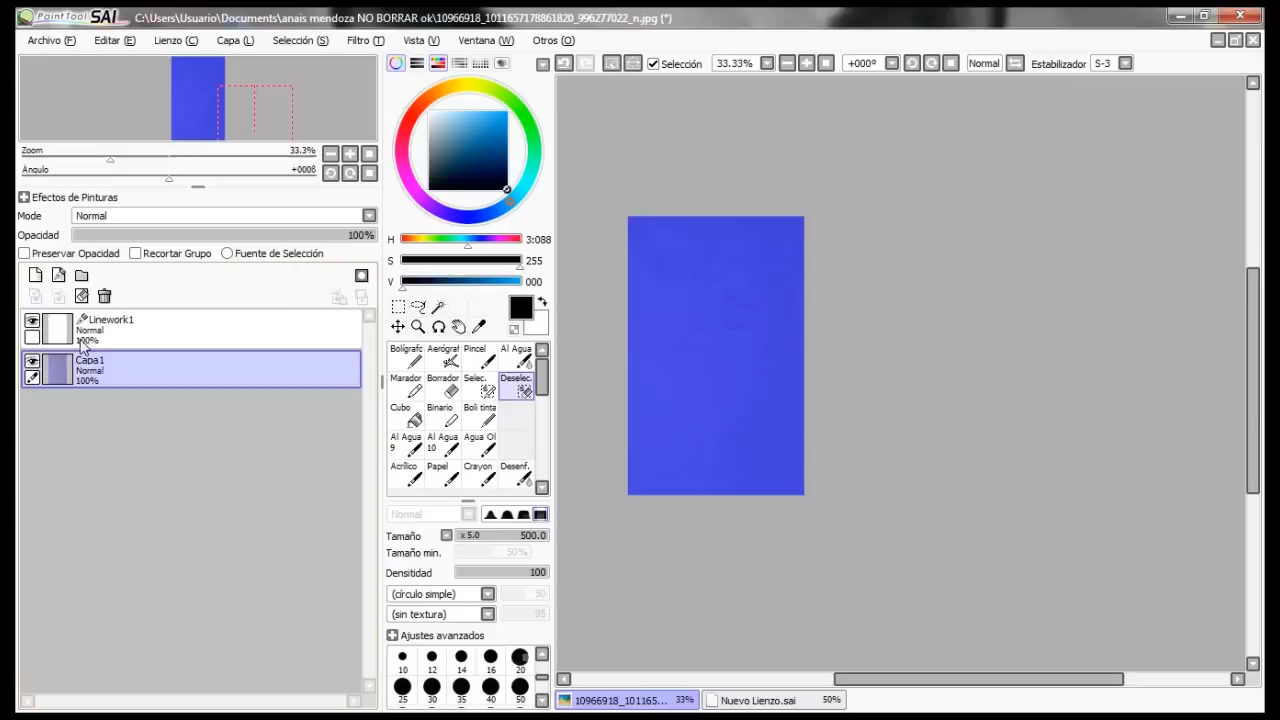 PaintTool SAI C:\Users\Usuario\Documents\anais mendoza NO BORRAR ok\10966918_1011657178861820_996277022_n.jpg (*)
Archivo (F) Editar (E) Lienzo (C) Capa (L) Selección (S) Filtro (T) Vista (V) Ventana (W) Otros (O)
Selección 33.33% +000° Normal Estabilizador S-3
Zoom 33.3%
Ángulo +000°
Efectos de Pinturas
Mode Normal
Opacidad 100%
Preservar Opacidad Recortar Grupo Fuente de Selección
Linework1
Normal
100%
Capa1
Normal
100%
H 3:088
S 255
V 000
Bolígrafo Aerógraf Pincel Al Agua
Marador Borrador Selec. Deselec.
Cubo Binario Boli tinta
Al Agua 9 Al Agua 10 Agua Ol
Acrílico Papel Crayon Desenf.
Normal
Tamaño x 5.0 500.0
Tamaño min. 50%
Densitidad 100
(círculo simple) 50
(sin textura) 95
Ajustes avanzados
10 12 14 16 20
25 30 35 40 50
10966918_101165... 33% Nuevo Lienzo.sai 50%